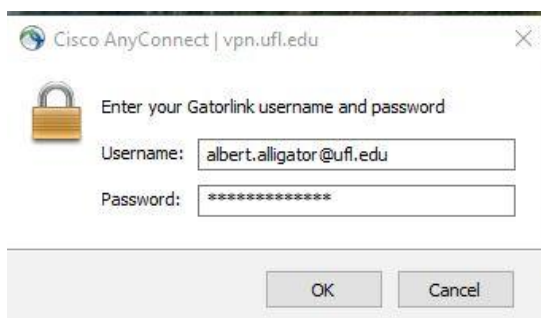 Cisco AnyConnect | vpn.ufl.edu
Enter your Gatorlink username and password
Username: albert.alligator@ufl.edu
Password: *************
OK Cancel